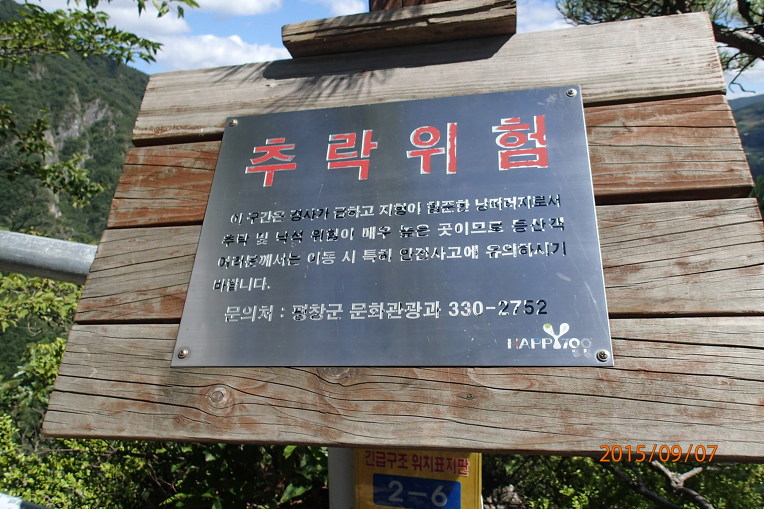 추락위험
이 구간은 경사가 급하고 지형이 험준한 낭떠러지로서
추락 및 낙석 위험이 매우 높은 곳이므로 등산객
여러분께서는 이동 시 특히 안전사고에 유의하시기
바랍니다.
문의처 : 평창군 문화관광과 330-2752
HAPPY700
긴급구조 위치표지판
2-6
2015/09/07